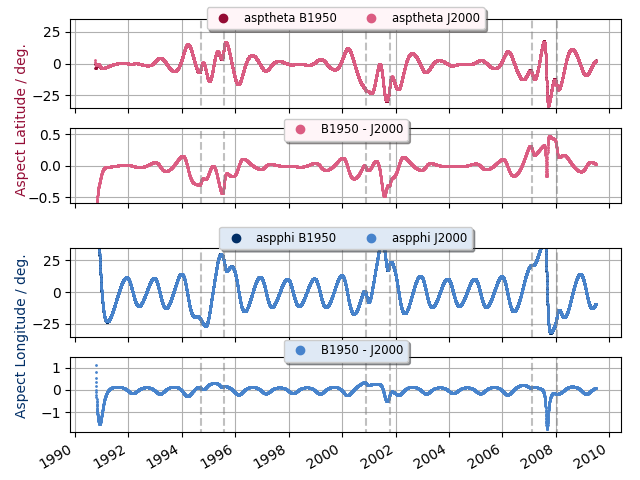 asptheta B1950 asptheta J2000
25
0
−25
B1950 - J2000
0.5
0.0
−0.5
Aspect Latitude / deg.
aspphi B1950 aspphi J2000
25
0
−25
B1950 - J2000
1
0
−1
Aspect Longitude / deg.
1990 1992 1994 1996 1998 2000 2002 2004 2006 2008 2010